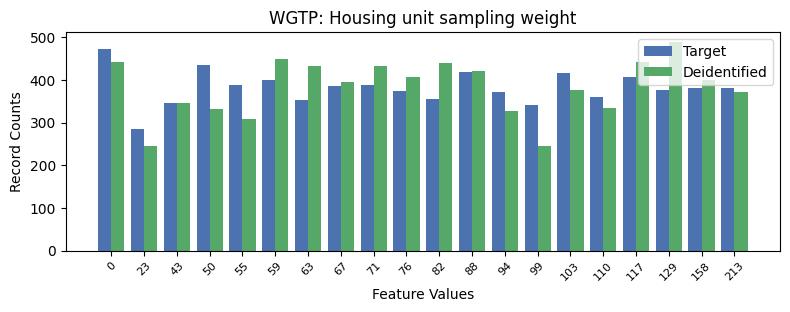 WGTP: Housing unit sampling weight
Target
Deidentified
Record Counts
500
400
300
200
100
0
0 23 43 50 55 59 63 67 71 76 82 88 94 99 103 110 117 129 158 213
Feature Values